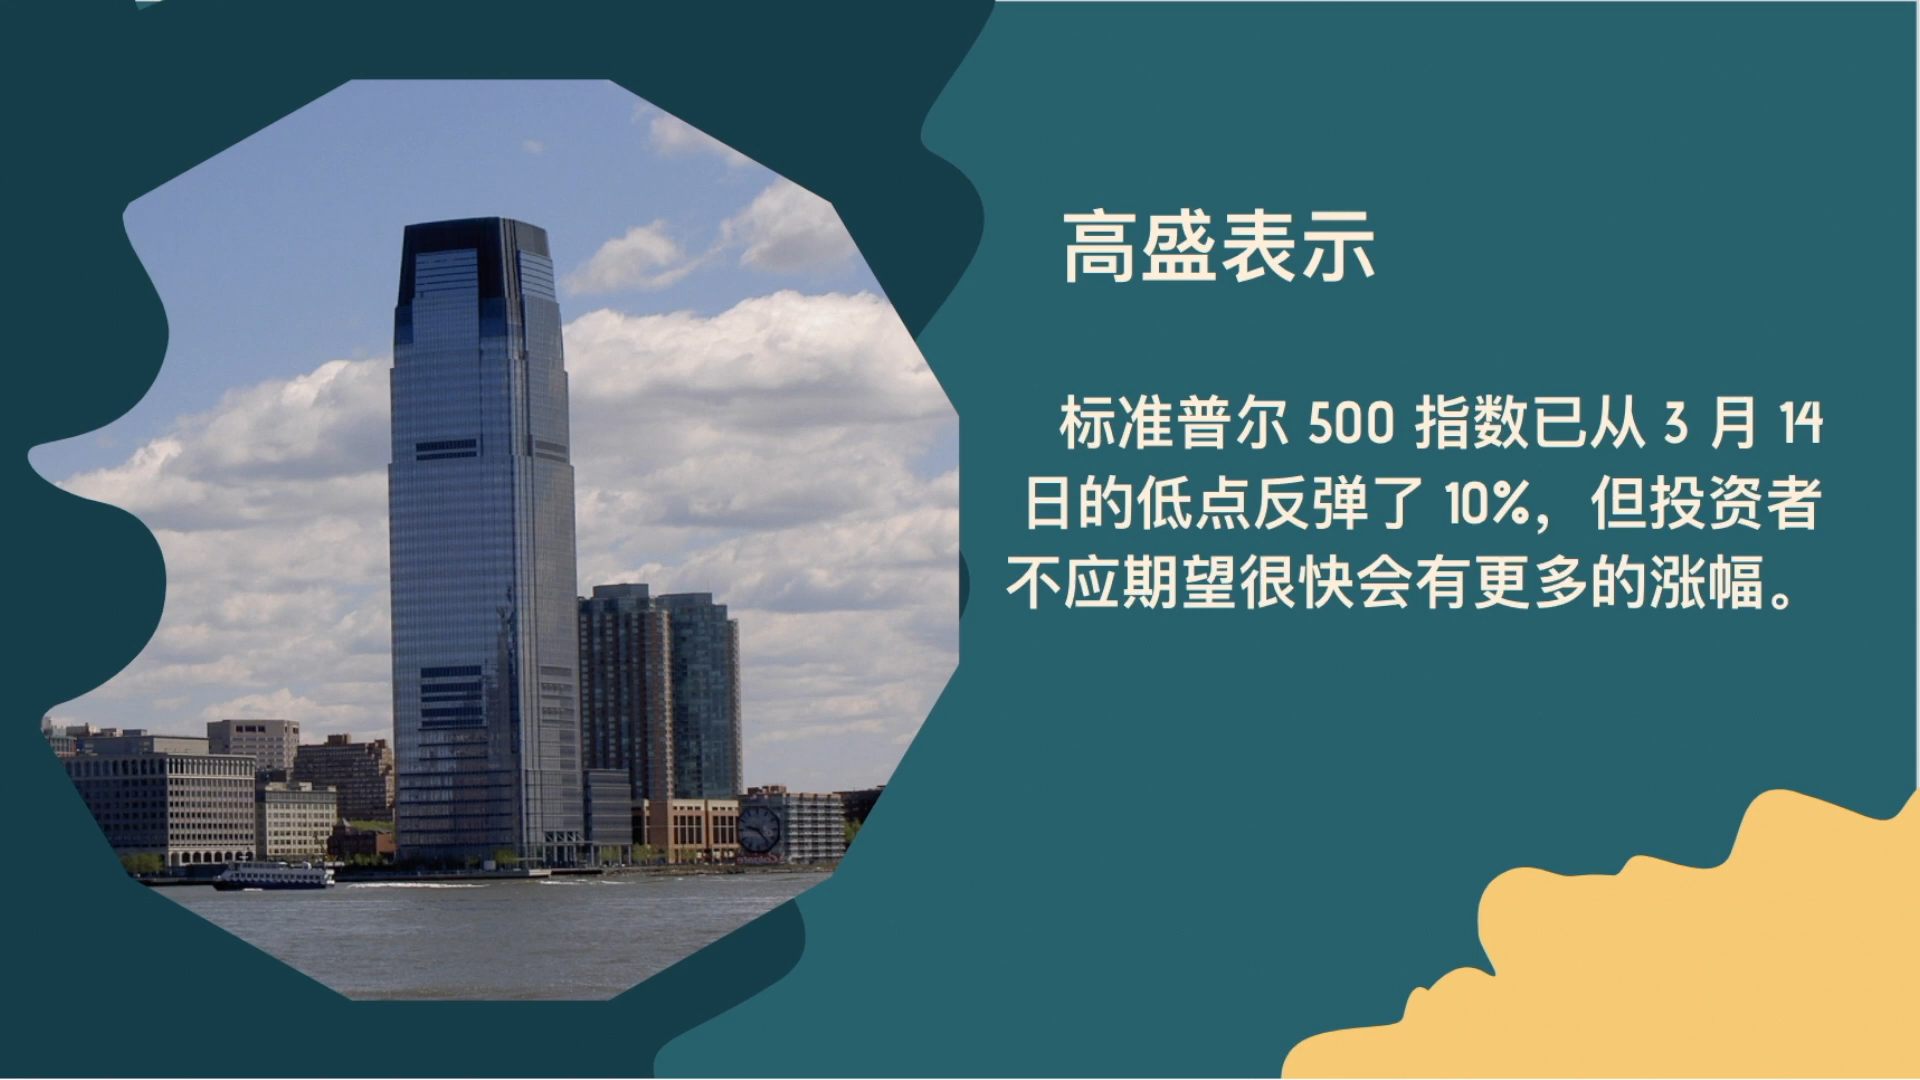 高盛表示
标准普尔 500 指数已从 3 月 14
日的低点反弹了 10%，但投资者
不应期望很快会有更多的涨幅。